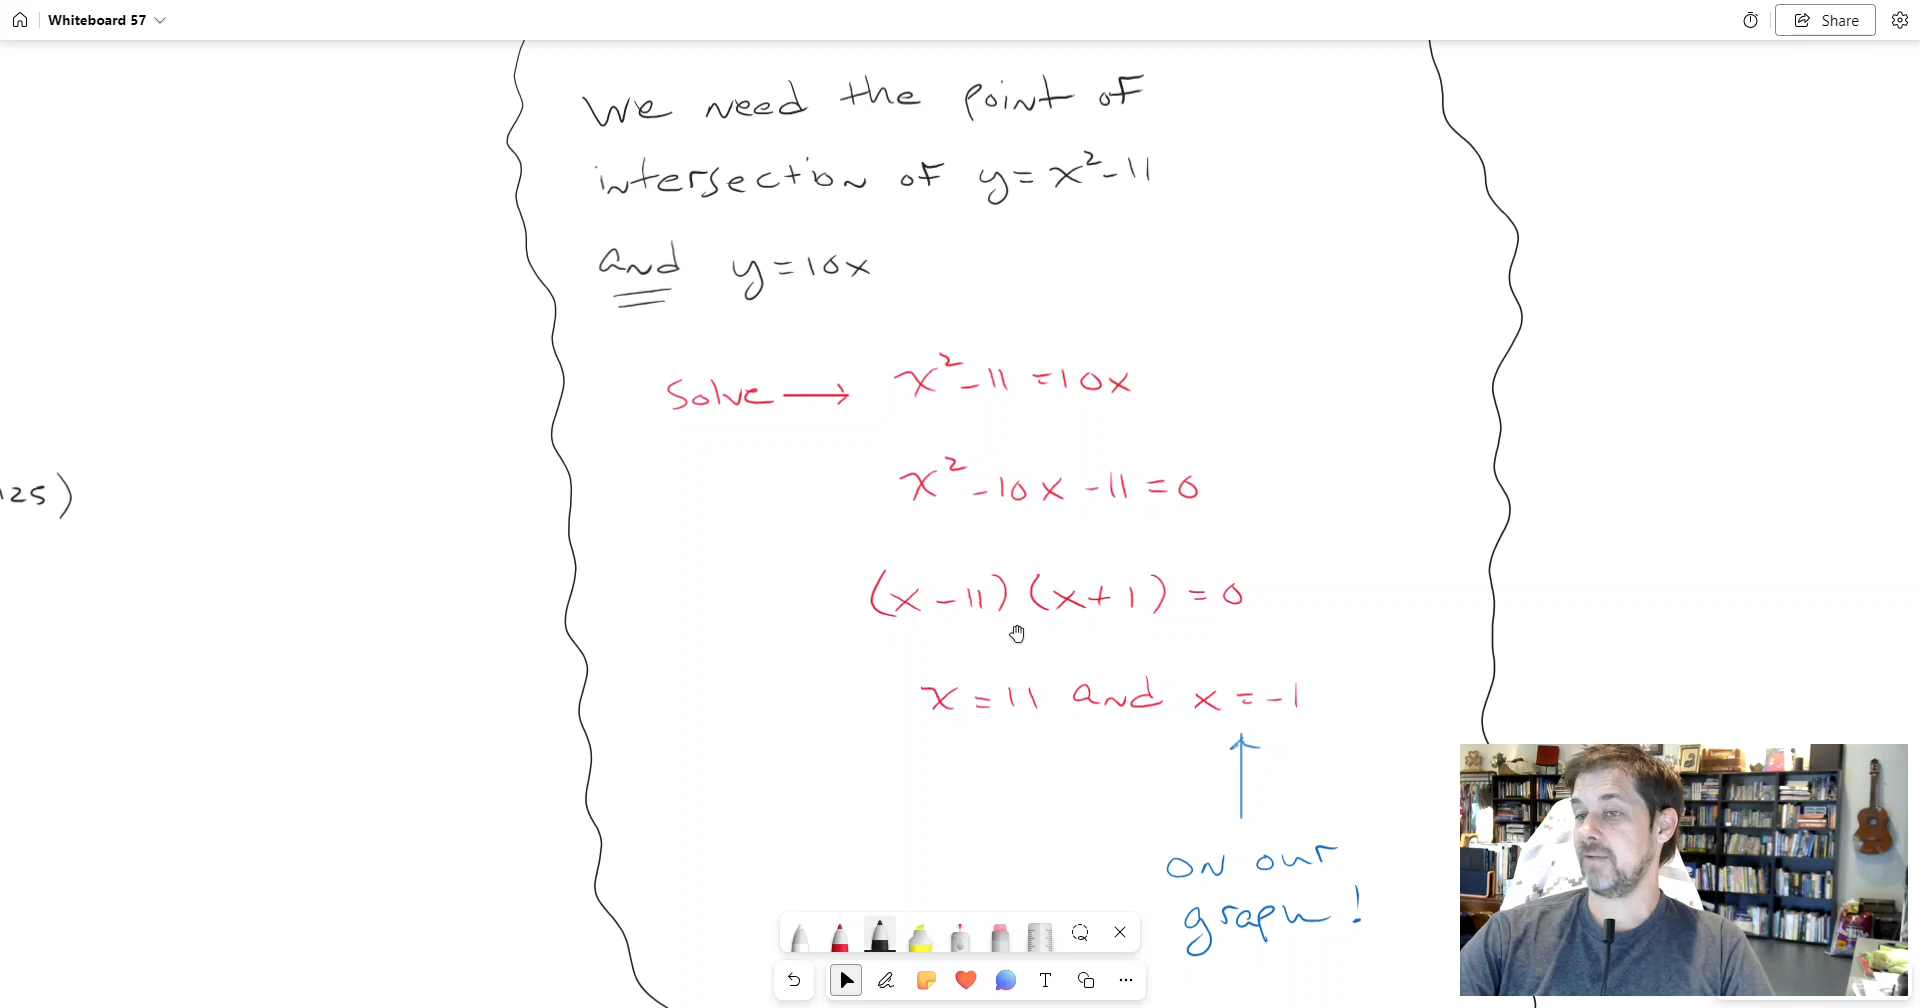 Whiteboard 57
Share
We need the point of
intersection of y = x² - 11
and y = 10x
Solve → x² - 11 = 10x
x² - 10x - 11 = 0
125)
(x - 11) (x + 1) = 0
x = 11 and x = -1
on our
graph!